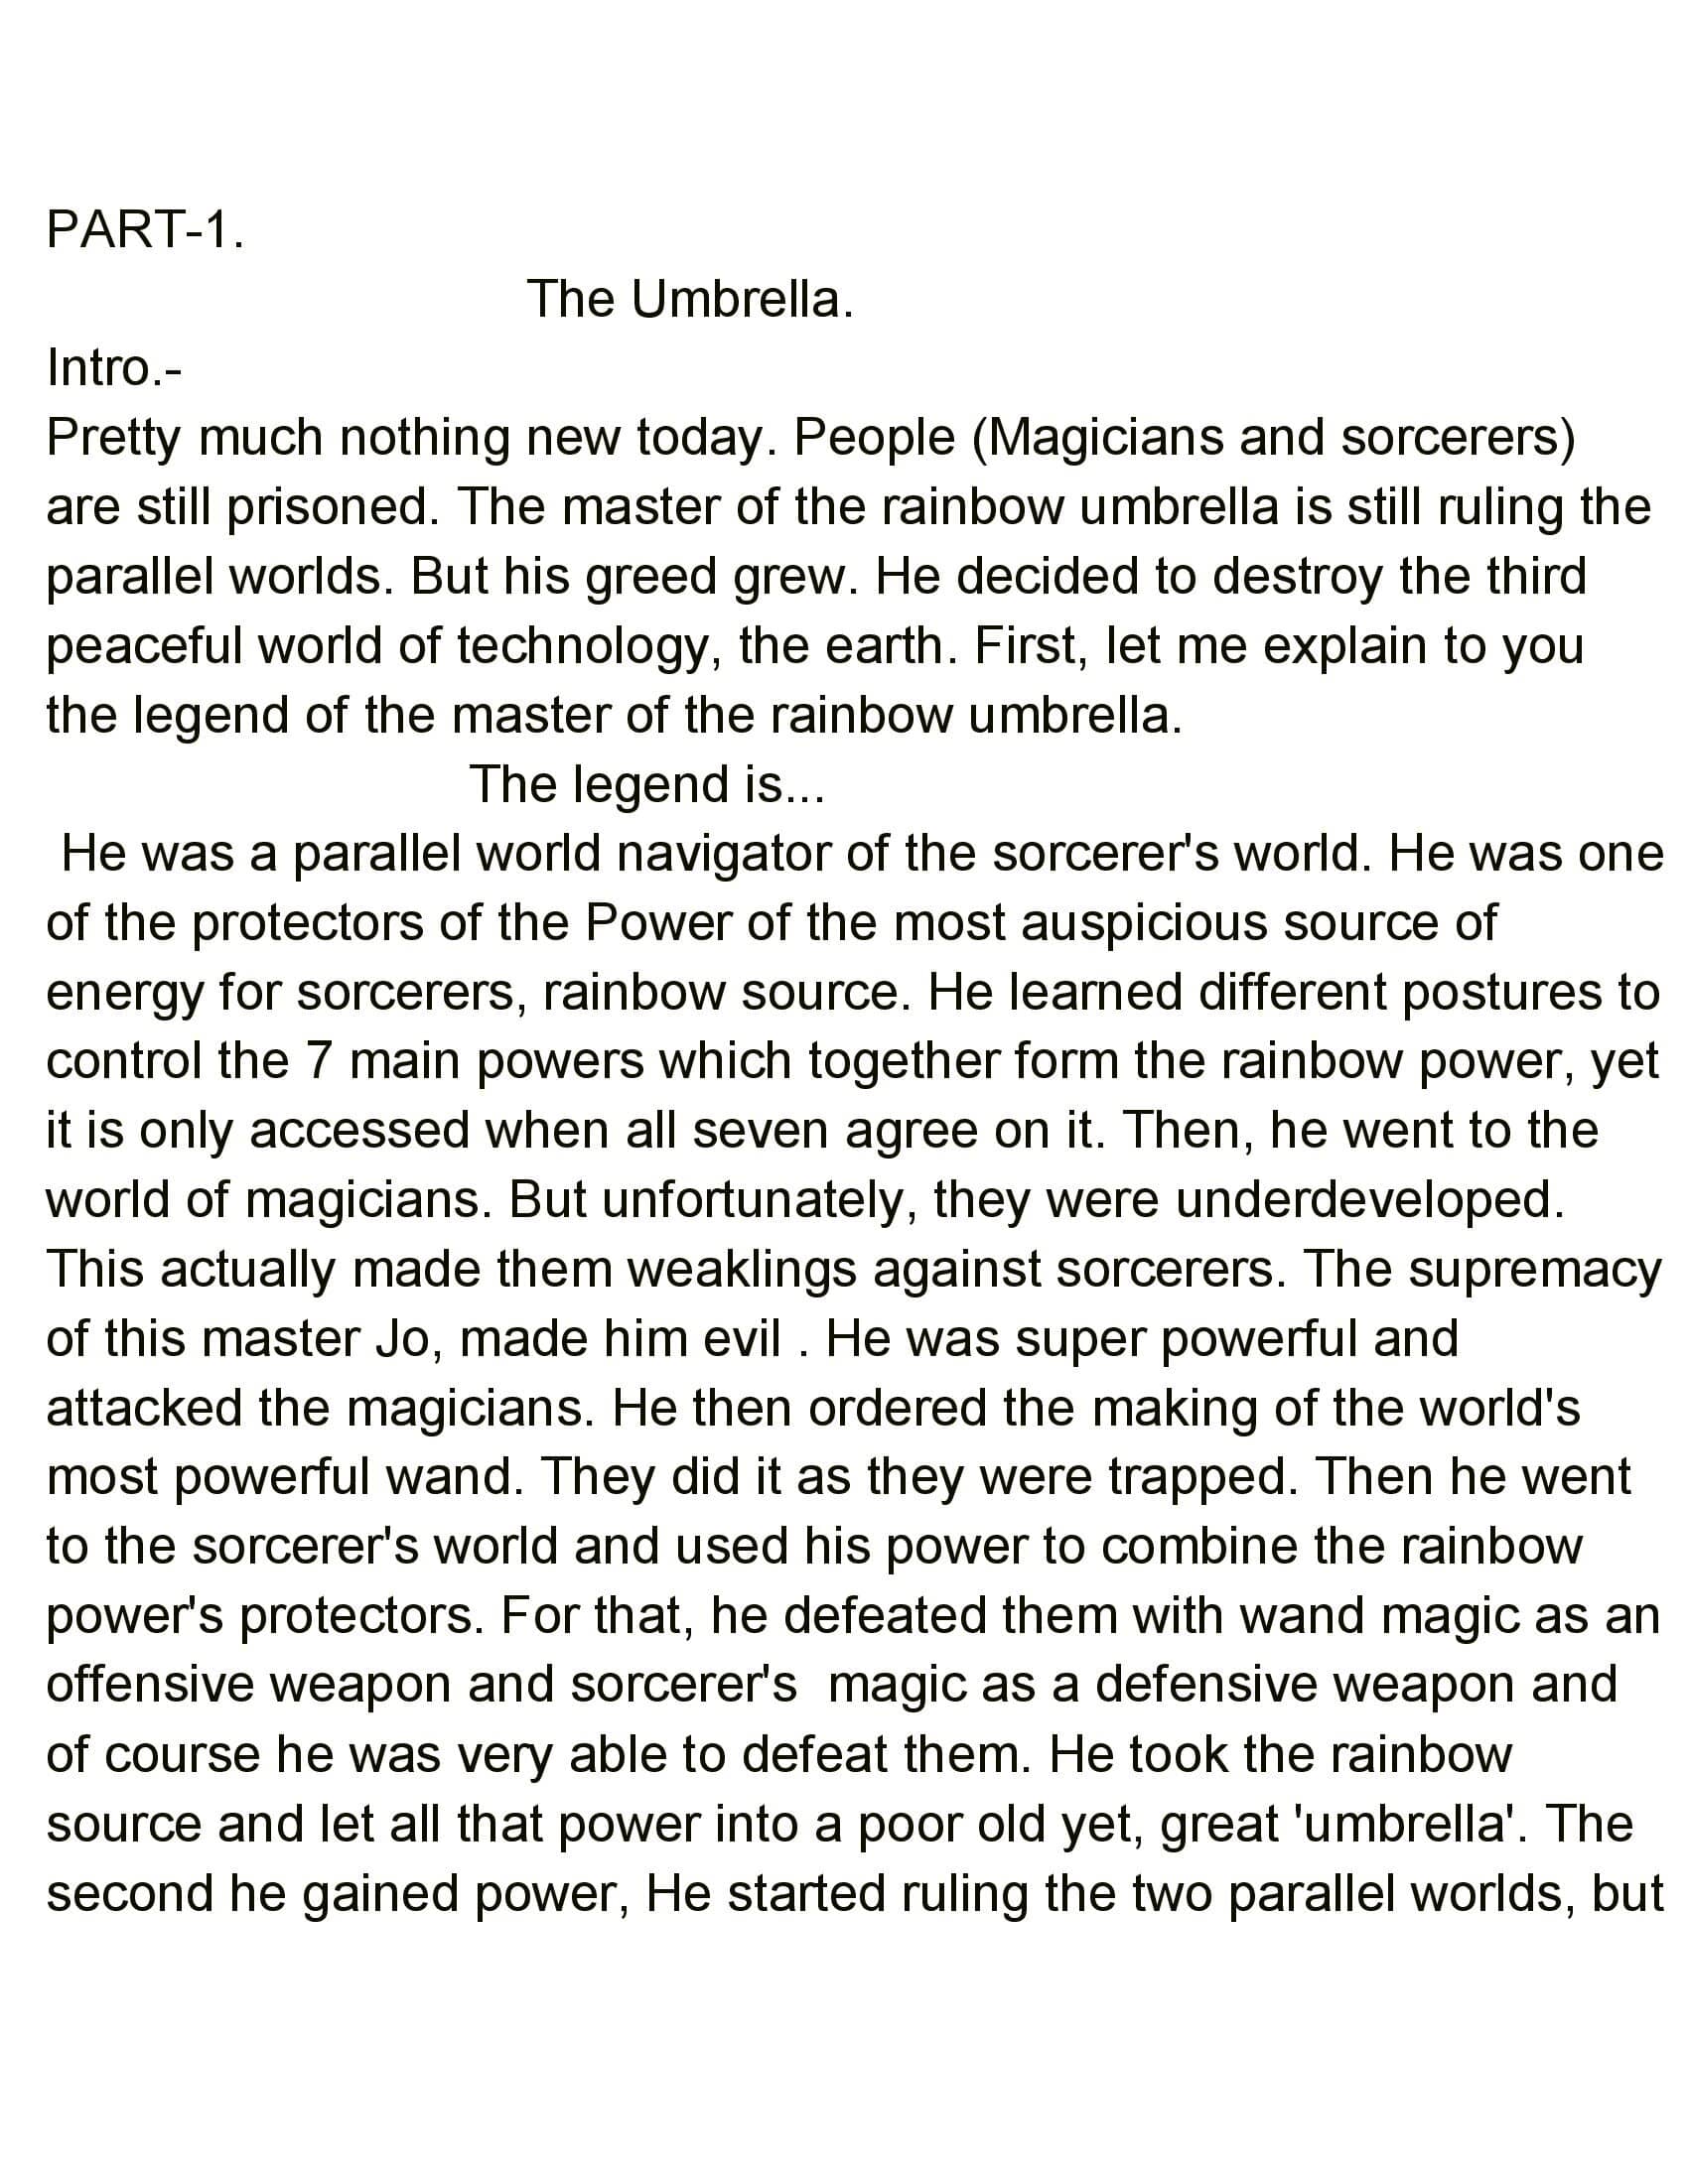 PART-1.
The Umbrella.
Intro.-
Pretty much nothing new today. People (Magicians and sorcerers)
are still prisoned. The master of the rainbow umbrella is still ruling the
parallel worlds. But his greed grew. He decided to destroy the third
peaceful world of technology, the earth. First, let me explain to you
the legend of the master of the rainbow umbrella.
The legend is...
He was a parallel world navigator of the sorcerer's world. He was one
of the protectors of the Power of the most auspicious source of
energy for sorcerers, rainbow source. He learned different postures to
control the 7 main powers which together form the rainbow power, yet
it is only accessed when all seven agree on it. Then, he went to the
world of magicians. But unfortunately, they were underdeveloped.
This actually made them weaklings against sorcerers. The supremacy
of this master Jo, made him evil . He was super powerful and
attacked the magicians. He then ordered the making of the world's
most powerful wand. They did it as they were trapped. Then he went
to the sorcerer's world and used his power to combine the rainbow
power's protectors. For that, he defeated them with wand magic as an
offensive weapon and sorcerer's  magic as a defensive weapon and
of course he was very able to defeat them. He took the rainbow
source and let all that power into a poor old yet, great 'umbrella'. The
second he gained power, He started ruling the two parallel worlds, but